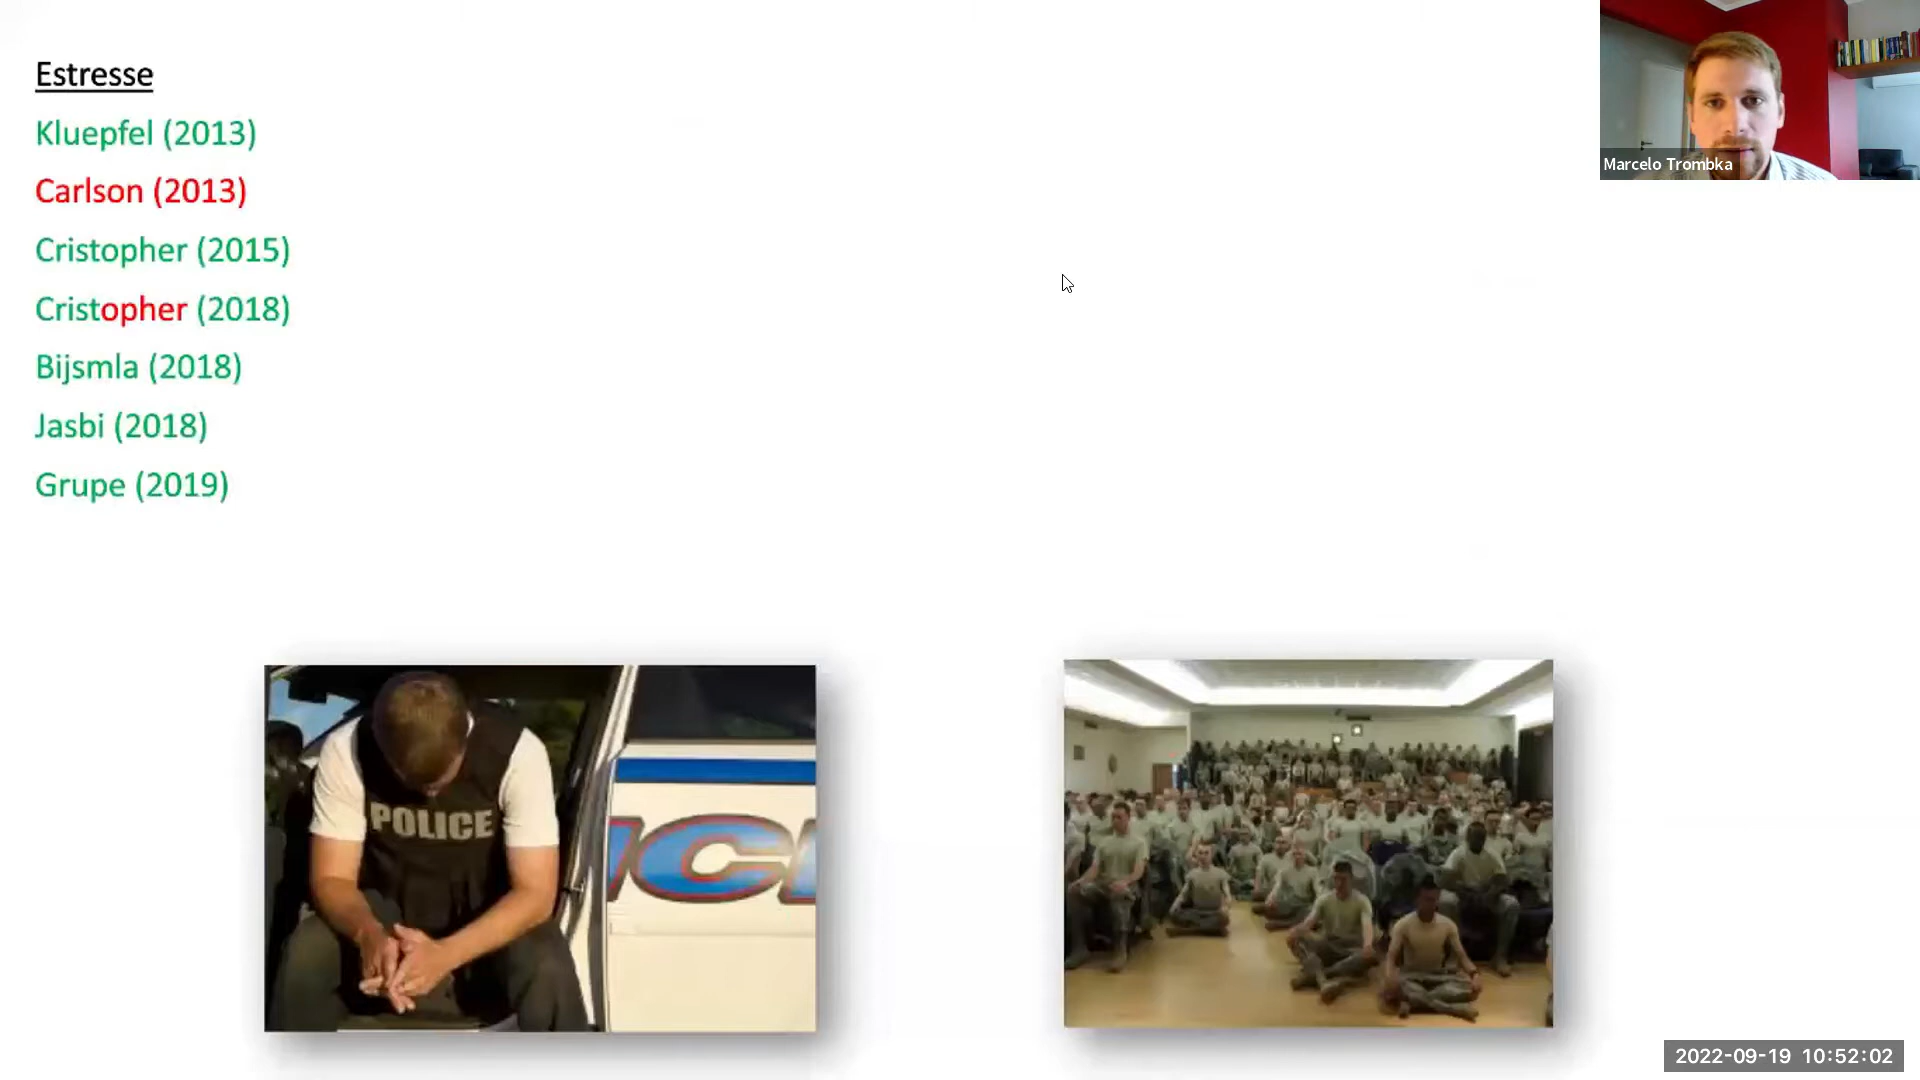 Estresse
Kluepfel (2013)
Carlson (2013)
Cristopher (2015)
Cristopher (2018)
Bijsmla (2018)
Jasbi (2018)
Grupe (2019)
Marcelo Trombka
POLICE
2022-09-19 10:52:02